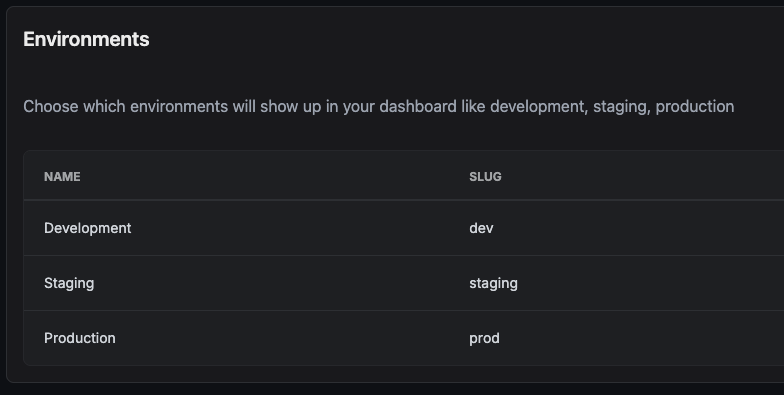 Environments
Choose which environments will show up in your dashboard like development, staging, production
NAME SLUG
Development dev
Staging staging
Production prod